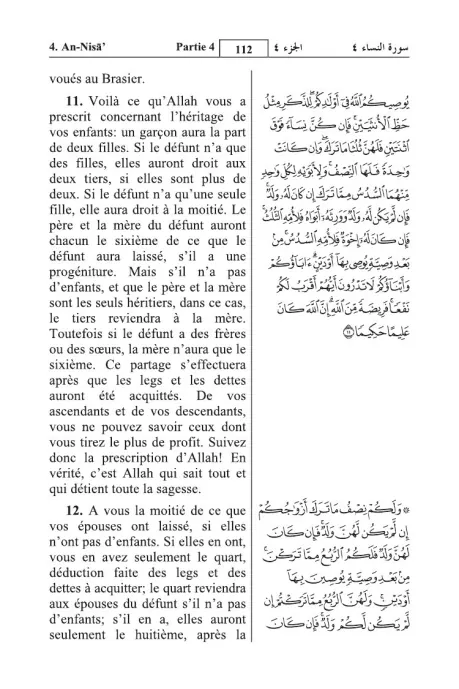 4. An-Nisā’ Partie 4 112 الجزء ٤ سورة النساء ٤
voués au Brasier.
11. Voilà ce qu’Allah vous a
prescrit concernant l’héritage de
vos enfants: un garçon aura la part
de deux filles. Si le défunt n’a que
des filles, elles auront droit aux
deux tiers, si elles sont plus de
deux. Si le défunt n’a qu’une seule
fille, elle aura droit à la moitié. Le
père et la mère du défunt auront
chacun le sixième de ce que le
défunt aura laissé, s’il a une
progéniture. Mais s’il n’a pas
d’enfants, et que le père et la mère
sont les seuls héritiers, dans ce cas,
le tiers reviendra à la mère.
Toutefois si le défunt a des frères
ou des sœurs, la mère n’aura que le
sixième. Ce partage s’effectuera
après que les legs et les dettes
auront été acquittés. De vos
ascendants et de vos descendants,
vous ne pouvez savoir ceux dont
vous tirez le plus de profit. Suivez
donc la prescription d’Allah! En
vérité, c’est Allah qui sait tout et
qui détient toute la sagesse.
12. A vous la moitié de ce que
vos épouses ont laissé, si elles
n’ont pas d’enfants. Si elles en ont,
vous en avez seulement le quart,
déduction faite des legs et des
dettes à acquitter; le quart reviendra
aux épouses du défunt s’il n’a pas
d’enfants; s’il en a, elles auront
seulement le huitième, après la
يُوصِيكُمُ ٱللَّهُ فِىٓ أَوْلَٰدِكُمْ ۖ لِلذَّكَرِ مِثْلُ
حَظِّ ٱلْأُنثَيَيْنِ ۚ فَإِن كُنَّ نِسَآءً فَوْقَ
ٱثْنَتَيْنِ فَلَهُنَّ ثُلُثَا مَا تَرَكَ ۖ وَإِن كَانَتْ
وَٰحِدَةً فَلَهَا ٱلنِّصْفُ ۚ وَلِأَبَوَيْهِ لِكُلِّ وَٰحِدٍ
مِّنْهُمَا ٱلسُّدُسُ مِمَّا تَرَكَ إِن كَانَ لَهُۥ وَلَدٌ ۚ
فَإِن لَّمْ يَكُن لَّهُۥ وَلَدٌ وَوَرِثَهُۥٓ أَبَوَاهُ فَلِأُمِّهِ ٱلثُّلُثُ ۚ
فَإِن كَانَ لَهُۥٓ إِخْوَةٌ فَلِأُمِّهِ ٱلسُّدُسُ ۚ مِنۢ
بَعْدِ وَصِيَّةٍ يُوصِى بِهَآ أَوْ دَيْنٍ ۗ ءَابَآؤُكُمْ
وَأَبْنَآؤُكُمْ لَا تَدْرُونَ أَيُّهُمْ أَقْرَبُ لَكُمْ
نَفْعًا ۚ فَرِيضَةً مِّنَ ٱللَّهِ ۗ إِنَّ ٱللَّهَ كَانَ
عَلِيمًا حَكِيمًا ١١
۞ وَلَكُمْ نِصْفُ مَا تَرَكَ أَزْوَٰجُكُمْ
إِن لَّمْ يَكُن لَّهُنَّ وَلَدٌ ۚ فَإِن كَانَ
لَهُنَّ وَلَدٌ فَلَكُمُ ٱلرُّبُعُ مِمَّا تَرَكْنَ ۚ
مِنۢ بَعْدِ وَصِيَّةٍ يُوصِينَ بِهَآ
أَوْ دَيْنٍ ۚ وَلَهُنَّ ٱلرُّبُعُ مِمَّا تَرَكْتُمْ إِن
لَّمْ يَكُن لَّكُمْ وَلَدٌ ۚ فَإِن كَانَ